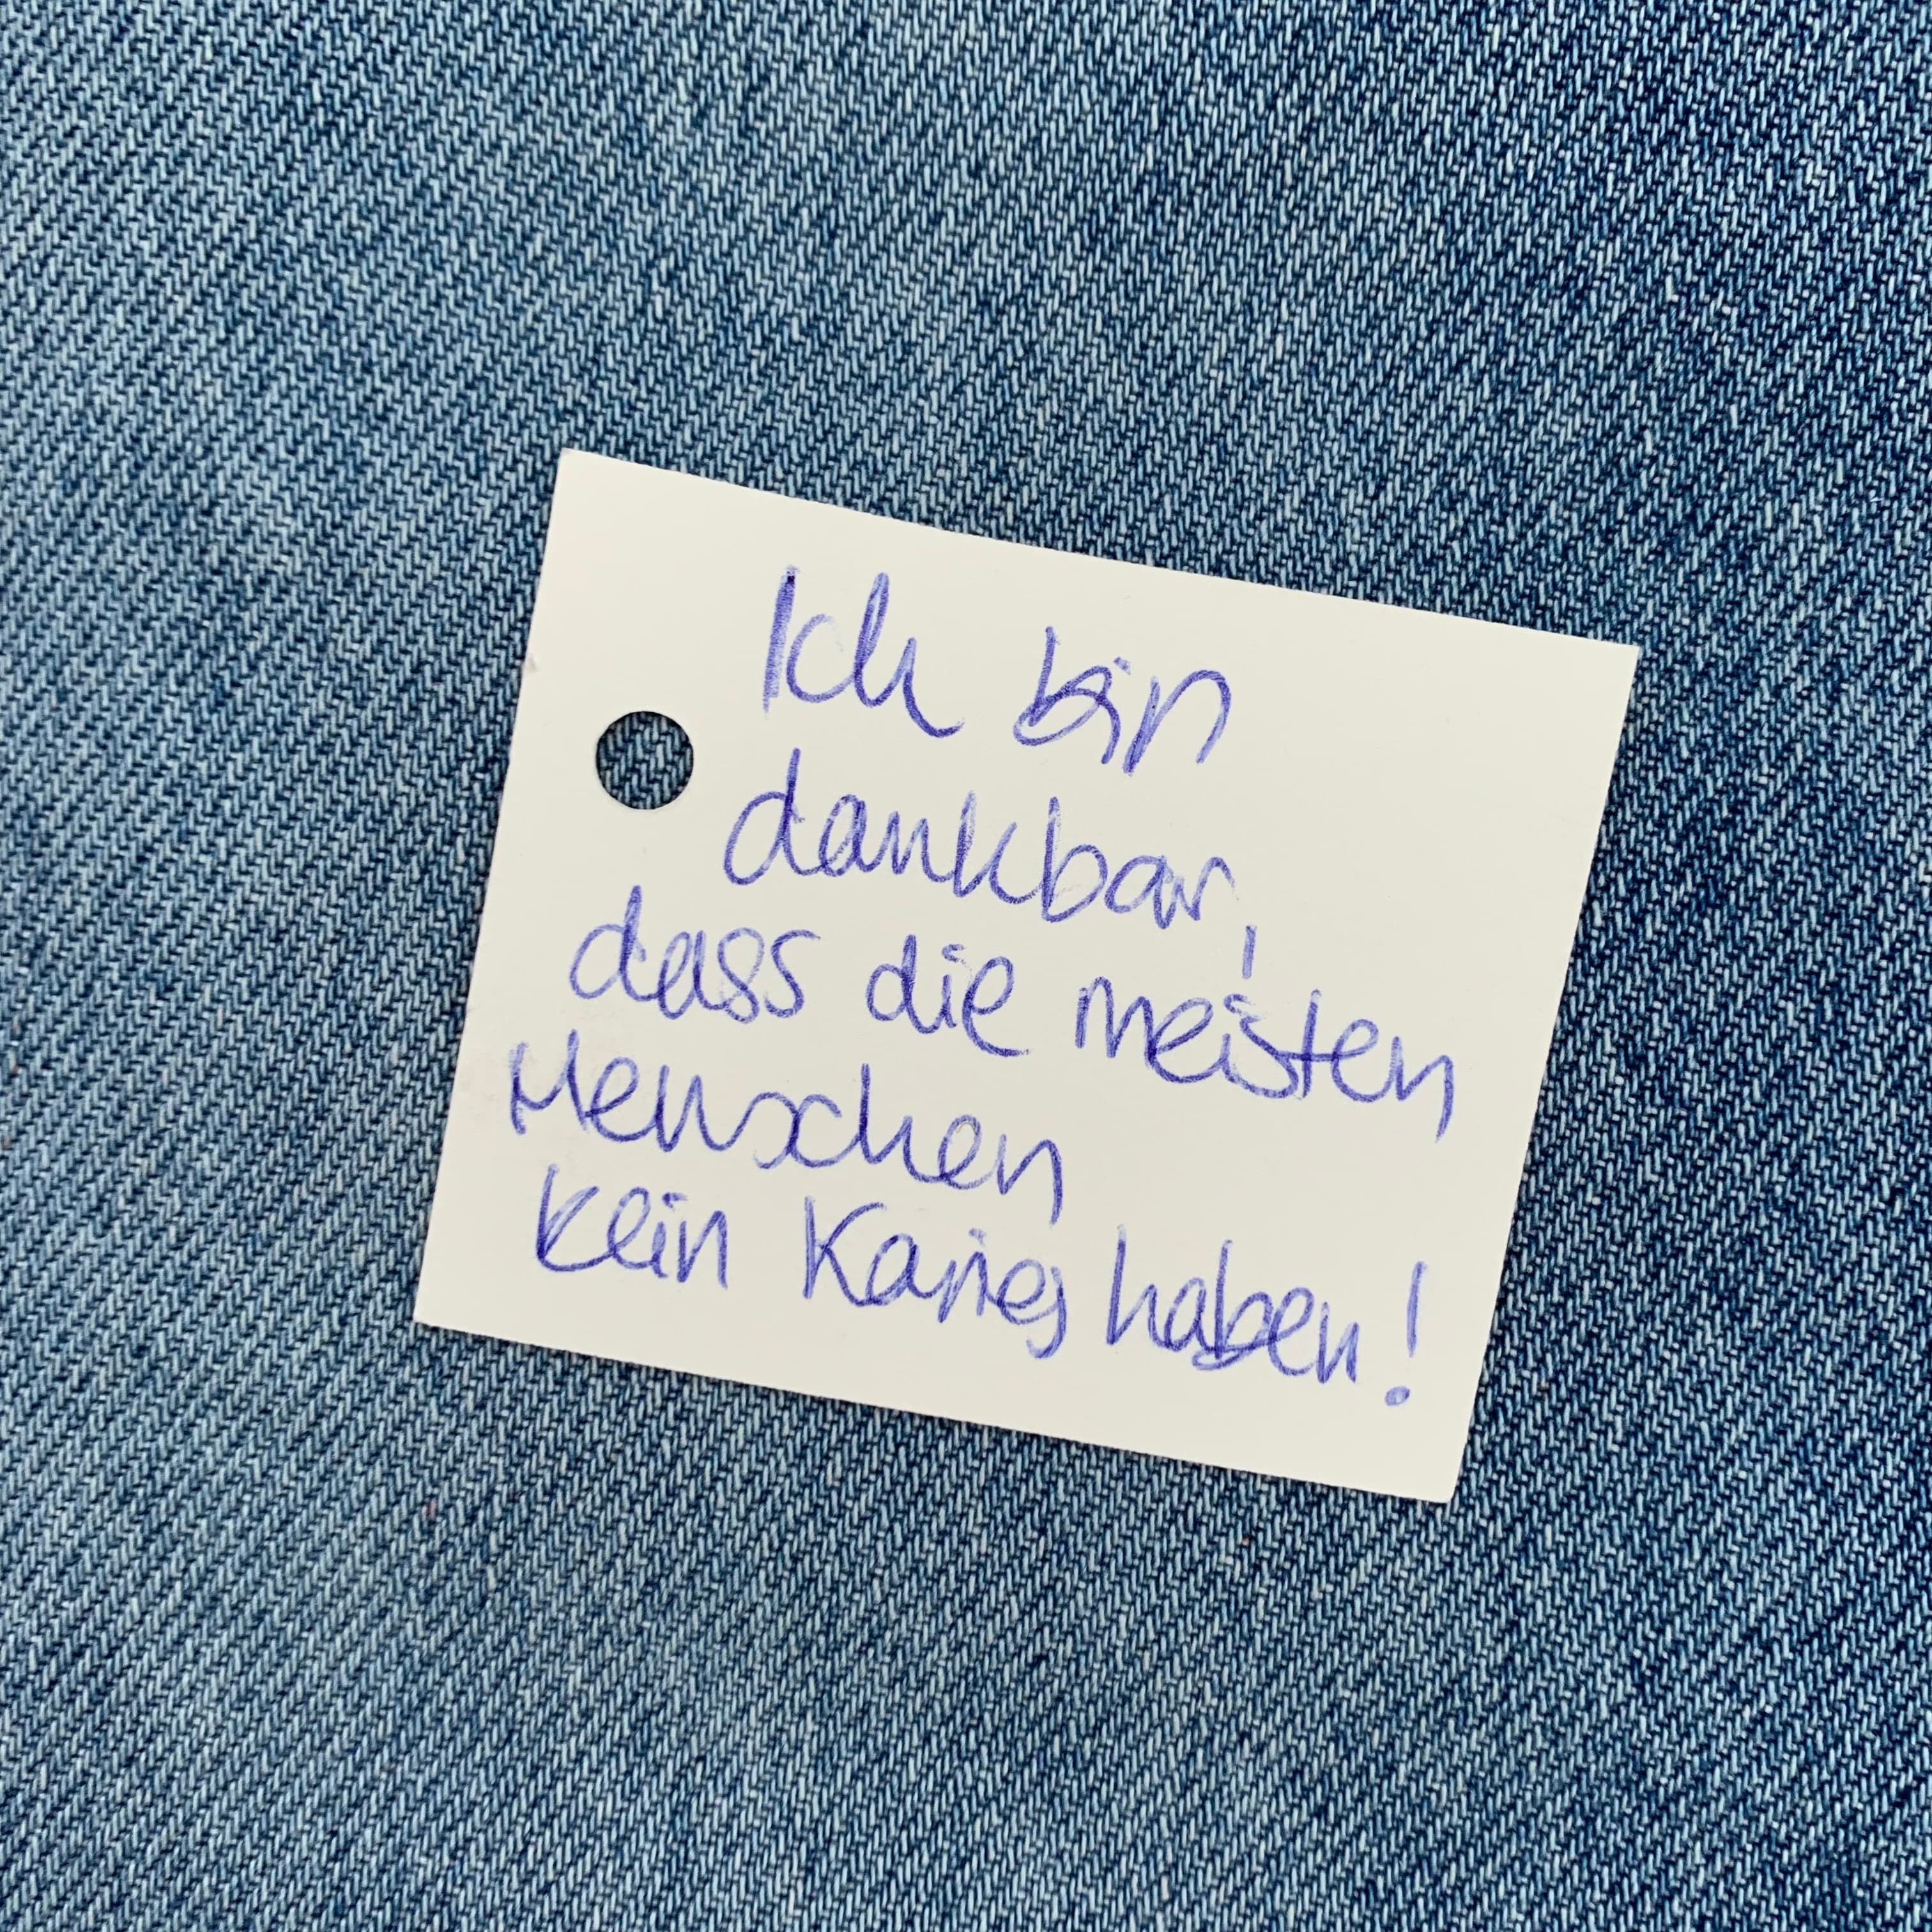 Ich bin
dankbar,
dass die meisten
Menschen
kein Karies haben!